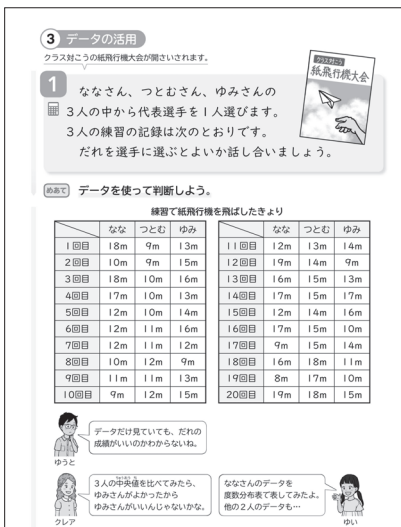 3 データの活用
クラス対こうの紙飛行機大会が開さいされます。
クラス対こう
紙飛行機大会
1
ななさん、つとむさん、ゆみさんの
3人の中から代表選手を1人選びます。
3人の練習の記録は次のとおりです。
だれを選手に選ぶとよいか話し合いましょう。
めあて データを使って判断しよう。
練習で紙飛行機を飛ばしたきょり
なな つとむ ゆみ
1回目 18m 9m 13m
2回目 10m 9m 15m
3回目 18m 10m 16m
4回目 17m 10m 13m
5回目 12m 10m 14m
6回目 12m 11m 16m
7回目 12m 11m 12m
8回目 10m 12m 9m
9回目 11m 11m 13m
10回目 9m 12m 15m
なな つとむ ゆみ
11回目 12m 13m 14m
12回目 19m 14m 9m
13回目 16m 15m 13m
14回目 17m 15m 17m
15回目 12m 14m 16m
16回目 17m 15m 10m
17回目 9m 15m 14m
18回目 16m 18m 11m
19回目 8m 17m 10m
20回目 19m 18m 15m
データだけ見ていても、だれの
成績がいいのかわからないね。
ゆうと
3人の中央値を比べてみたら、
ゆみさんがよかったから
ゆみさんがいいんじゃないかな。
クレア
ななさんのデータを
度数分布表で表してみたよ。
他の2人のデータも…
ゆい